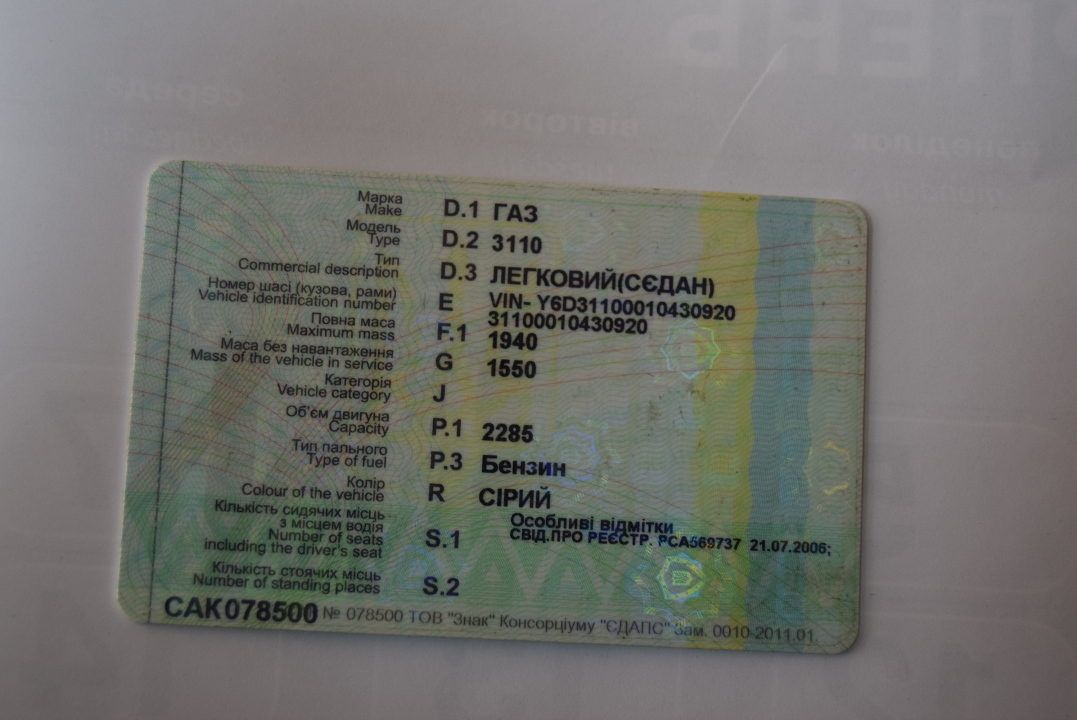 Марка
Make D.1 ГАЗ
Модель
Type D.2 3110
Тип
Commercial description D.3 ЛЕГКОВИЙ(СЄДАН)
Номер шасі (кузова, рами)
Vehicle identification number E VIN- Y6D31100010430920
31100010430920
Повна маса
Maximum mass F.1 1940
Маса без навантаження
Mass of the vehicle in service G 1550
Категорія
Vehicle category J
Об'єм двигуна
Capacity P.1 2285
Тип пального
Type of fuel P.3 Бензин
Колір
Colour of the vehicle R СІРИЙ
Кількість сидячих місць
з місцем водія
Number of seats
including the driver's seat S.1
Особливі відмітки
СВІД.ПРО РЕЄСТР. РСА569737 21.07.2006;
Кількість стоячих місць
Number of standing places S.2
САК078500 № 078500 ТОВ "Знак" Консорціуму "ЄДАПС" Зам. 0010-2011.01.